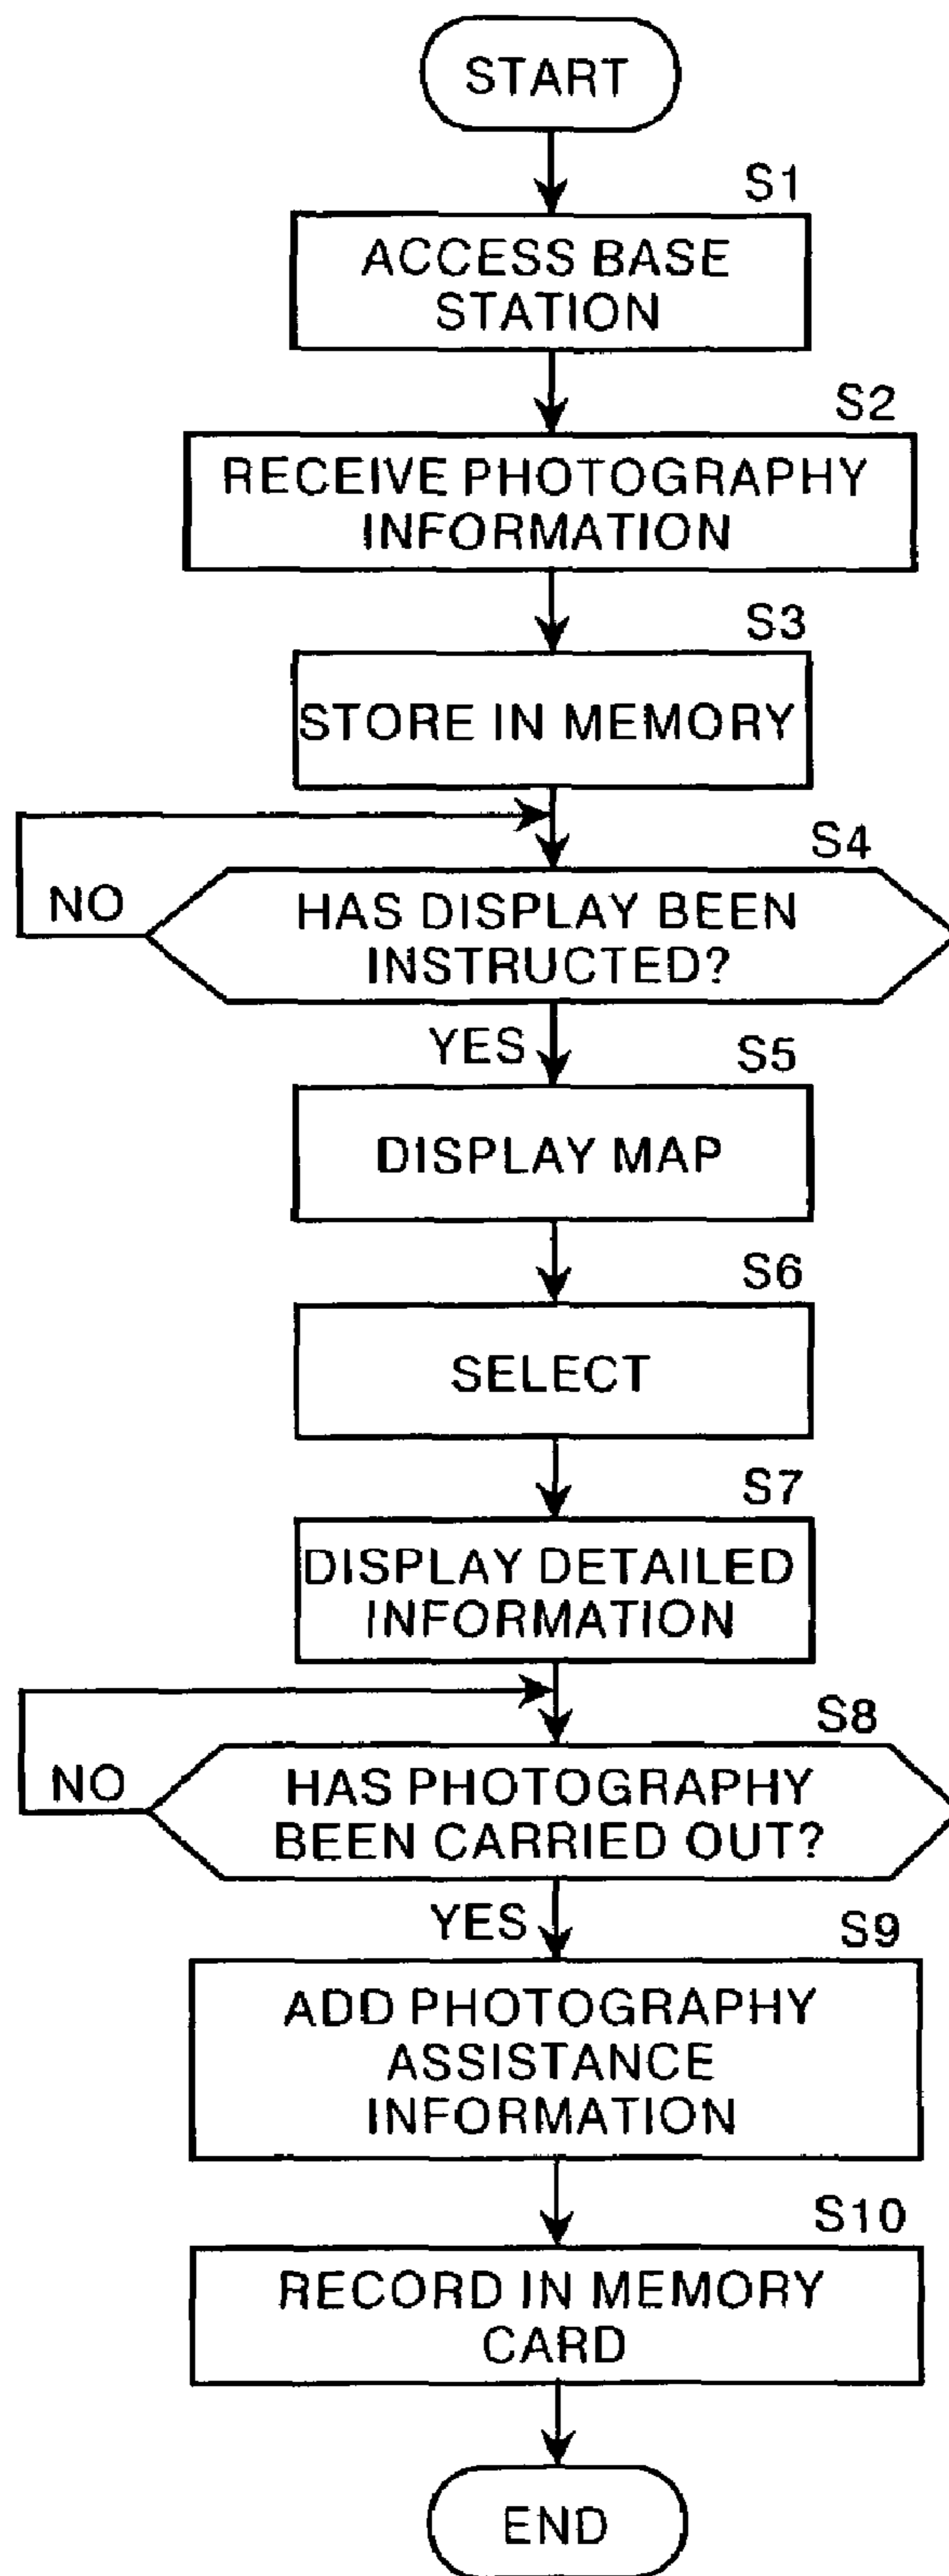 START
S1
ACCESS BASE
STATION
S2
RECEIVE PHOTOGRAPHY
INFORMATION
S3
STORE IN MEMORY
S4
NO
HAS DISPLAY BEEN
INSTRUCTED?
YES
S5
DISPLAY MAP
S6
SELECT
S7
DISPLAY DETAILED
INFORMATION
S8
NO
HAS PHOTOGRAPHY
BEEN CARRIED OUT?
YES
S9
ADD PHOTOGRAPHY
ASSISTANCE
INFORMATION
S10
RECORD IN MEMORY
CARD
END